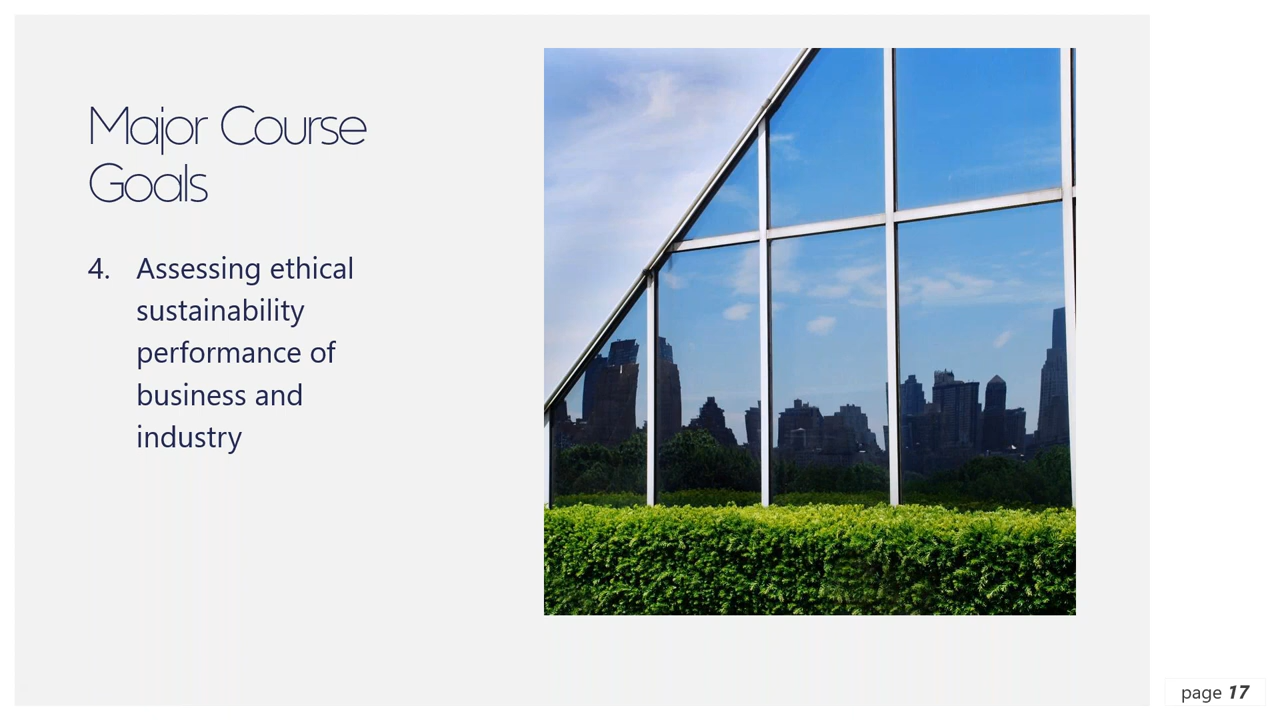 Major Course
Goals
4. Assessing ethical
sustainability
performance of
business and
industry
page 17